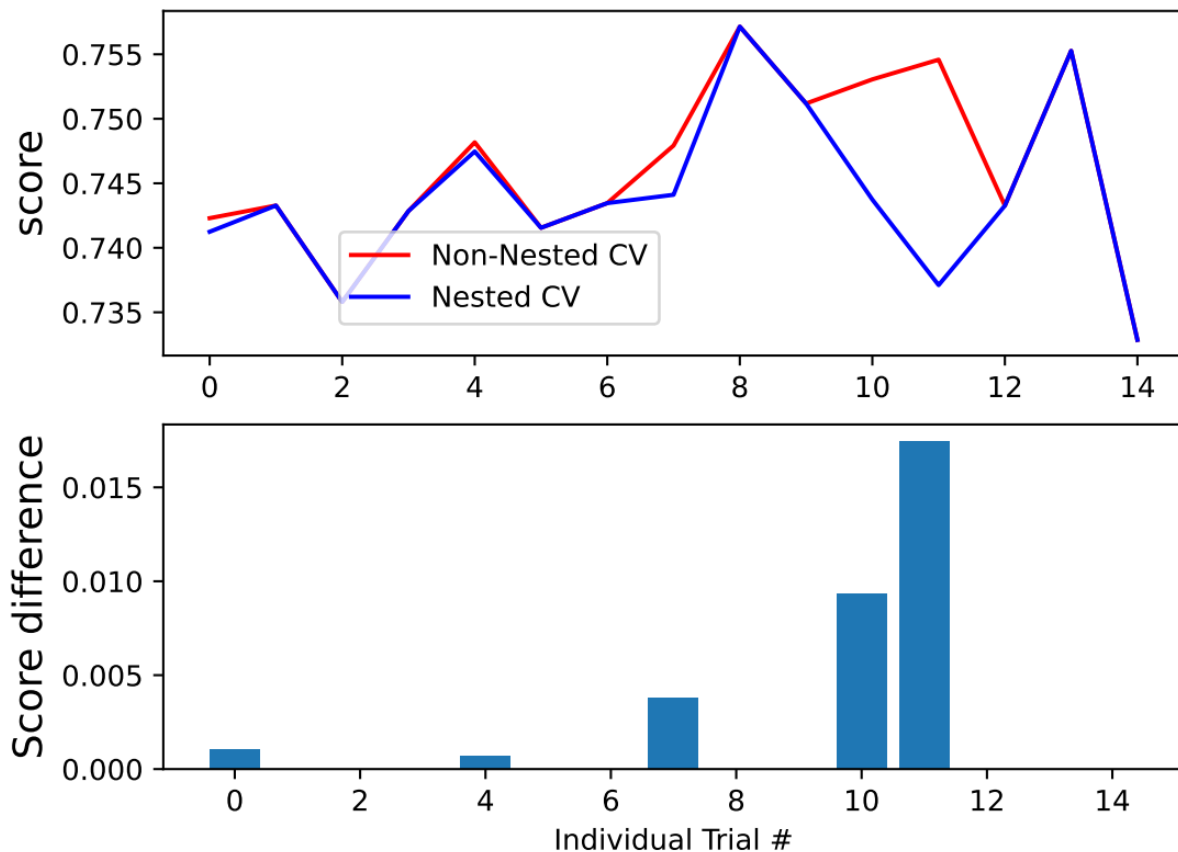 score
0.755
0.750
0.745
0.740
0.735
Non-Nested CV
Nested CV
0 2 4 6 8 10 12 14
Score difference
0.015
0.010
0.005
0.000
0 2 4 6 8 10 12 14
Individual Trial #